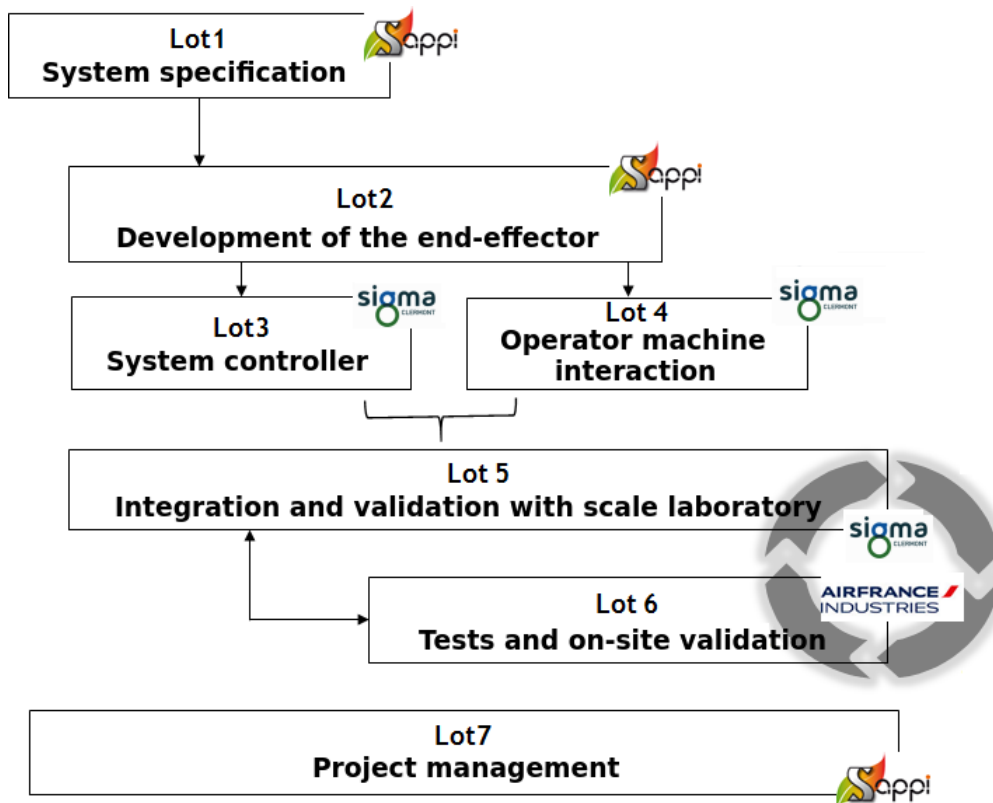 Lot1
System specification
Sappi
Lot2
Development of the end-effector
Sappi
Lot3
System controller
sigma
CLERMONT
Lot 4
Operator machine
interaction
sigma
CLERMONT
Lot 5
Integration and validation with scale laboratory
sigma
CLERMONT
Lot 6
Tests and on-site validation
AIRFRANCE
INDUSTRIES
Lot7
Project management
Sappi